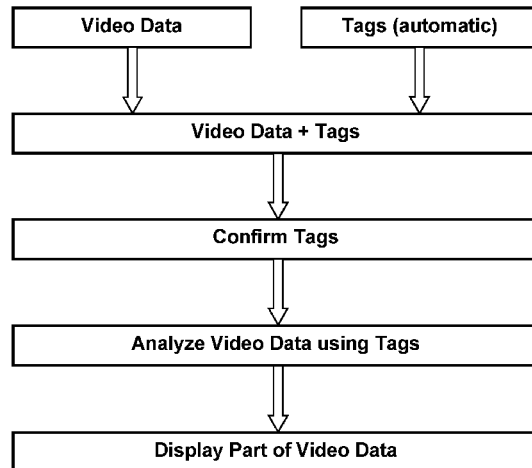 Video Data
Tags (automatic)
Video Data + Tags
Confirm Tags
Analyze Video Data using Tags
Display Part of Video Data